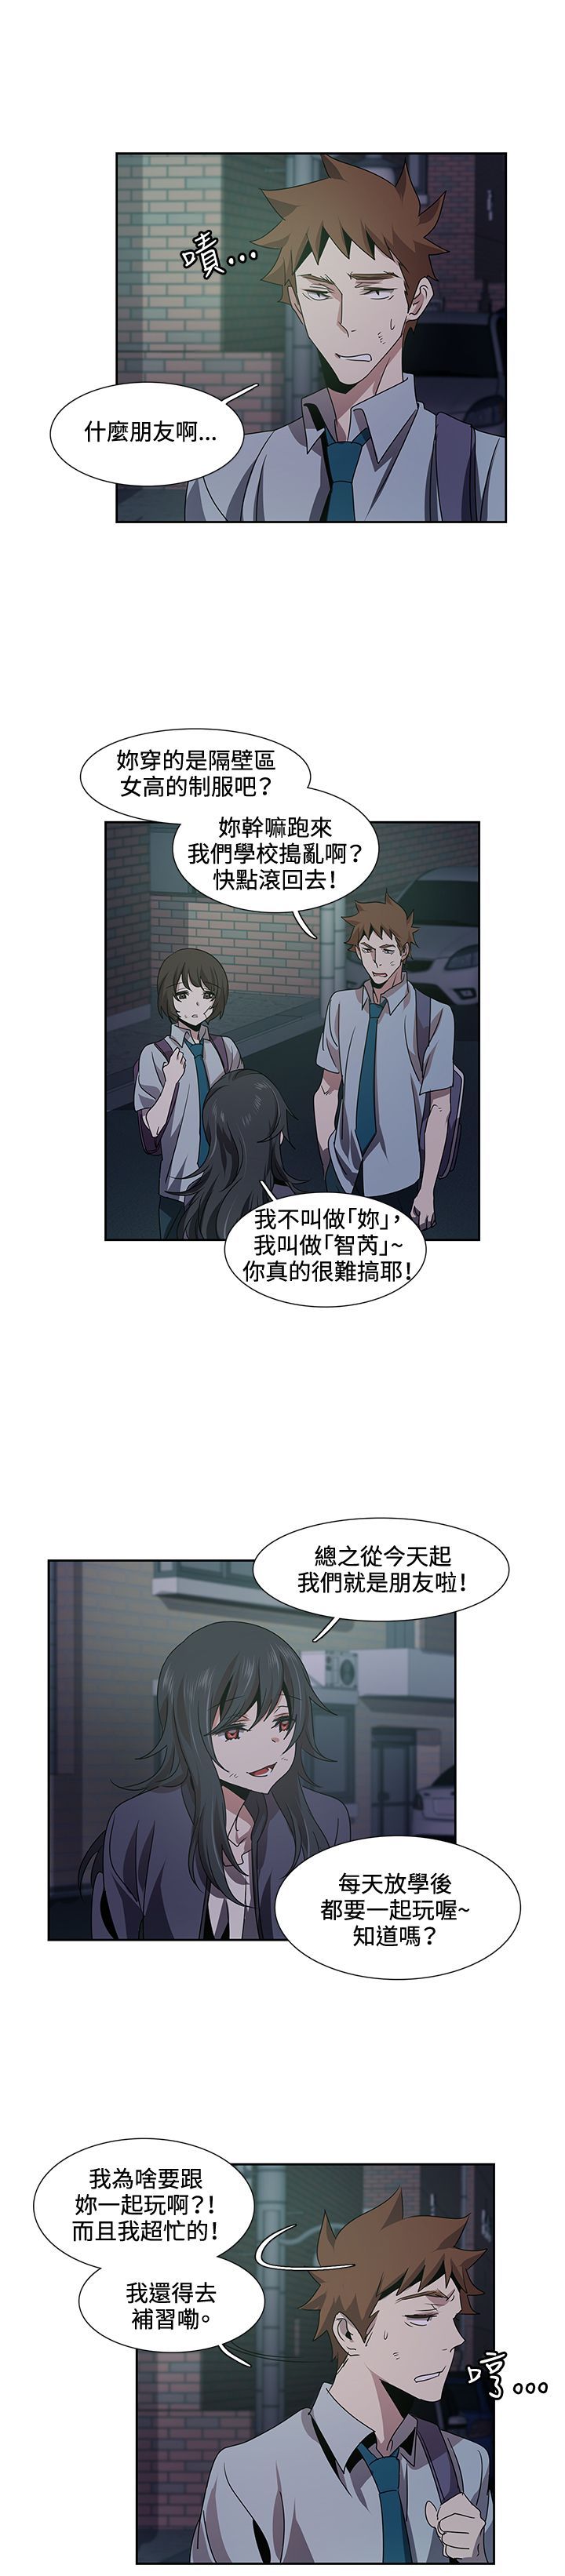 嘖...
什麼朋友啊...
妳穿的是隔壁區
女高的制服吧？
妳幹嘛跑來
我們學校搗亂啊？
快點滾回去！
我不叫做「妳」，
我叫做「智芮」~
你真的很難搞耶！
總之從今天起
我們就是朋友啦！
每天放學後
都要一起玩喔~
知道嗎？
我為啥要跟
妳一起玩啊？！
而且我超忙的！
我還得去
補習嘞。
哼...